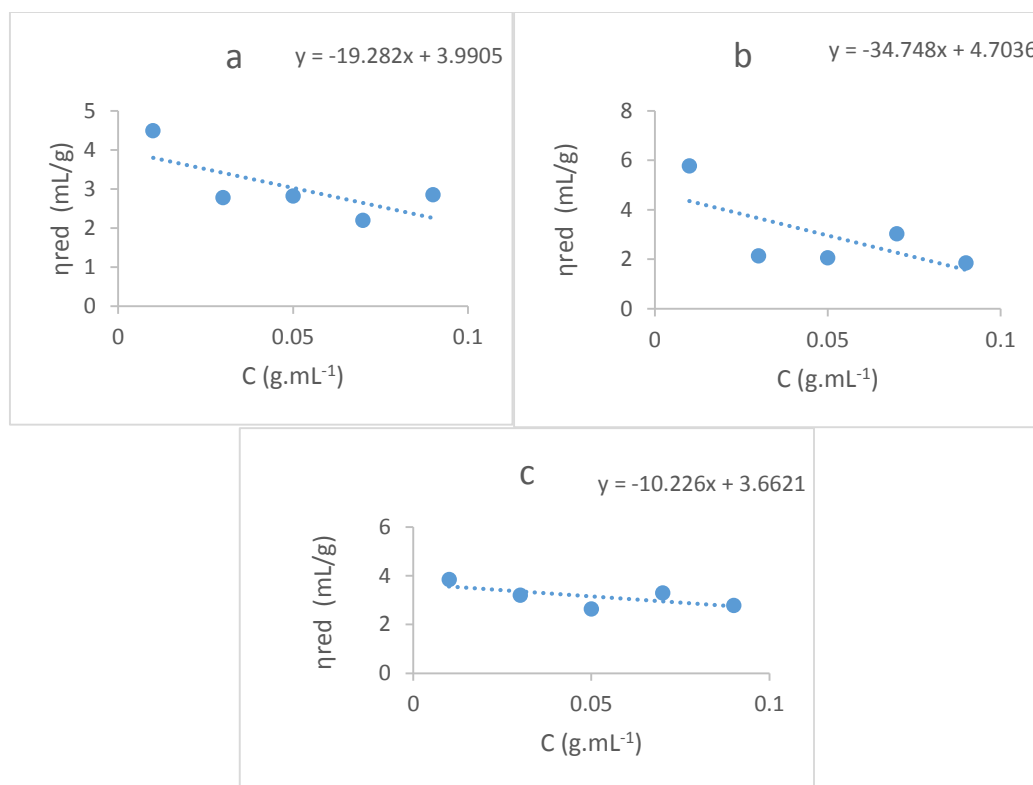 a
y = -19.282x + 3.9905
ηred (mL/g)
5
4
3
2
1
0
0
0.05
0.1
C (g.mL⁻¹)
b
y = -34.748x + 4.7036
ηred (mL/g)
8
6
4
2
0
0
0.05
0.1
C (g.mL⁻¹)
c
y = -10.226x + 3.6621
ηred (mL/g)
6
4
2
0
0
0.05
0.1
C (g.mL⁻¹)